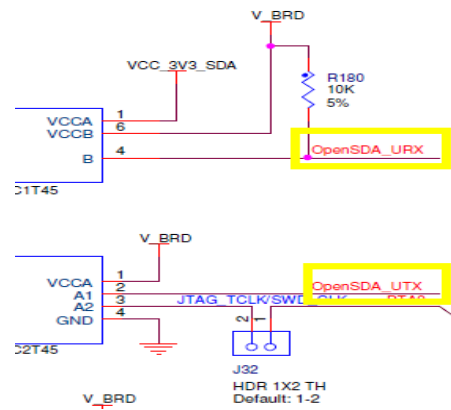 V_BRD
VCC_3V3_SDA
R180
10K
5%
VCCA 1
VCCB 6
B 4
OpenSDA_URX
C1T45
V_BRD
VCCA 1
A1 2
A2 3
GND 4
OpenSDA_UTX
JTAG_TCLK/SWD_CLK
C2T45
2 1
J32
HDR 1X2 TH
Default: 1-2
V_BRD